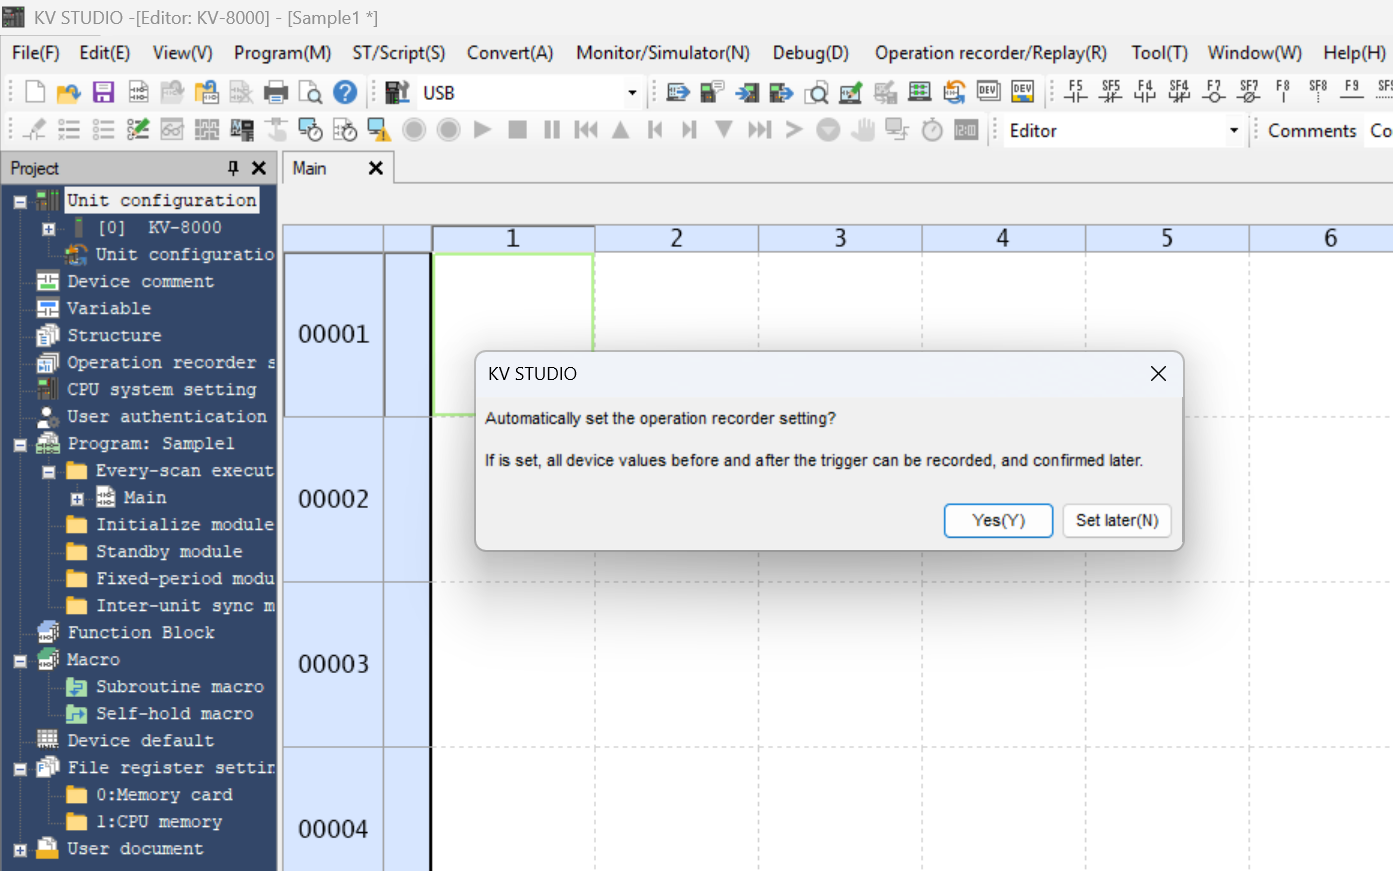 KV STUDIO -[Editor: KV-8000] - [Sample1 *]
File(F) Edit(E) View(V) Program(M) ST/Script(S) Convert(A) Monitor/Simulator(N) Debug(D) Operation recorder/Replay(R) Tool(T) Window(W) Help(H)
USB DEV DEV F5 SF5 F4 SF4 F7 SF7 F8 SF8 F9 SF9
Editor Comments Co
Project Main
Unit configuration
[0] KV-8000
Unit configuratio
Device comment
Variable
Structure
Operation recorder s
CPU system setting
User authentication
Program: Sample1
Every-scan execut
Main
Initialize module
Standby module
Fixed-period modu
Inter-unit sync m
Function Block
Macro
Subroutine macro
Self-hold macro
Device default
File register settin
0:Memory card
1:CPU memory
User document
1 2 3 4 5 6
00001
00002
00003
00004
KV STUDIO
Automatically set the operation recorder setting?
If is set, all device values before and after the trigger can be recorded, and confirmed later.
Yes(Y) Set later(N)